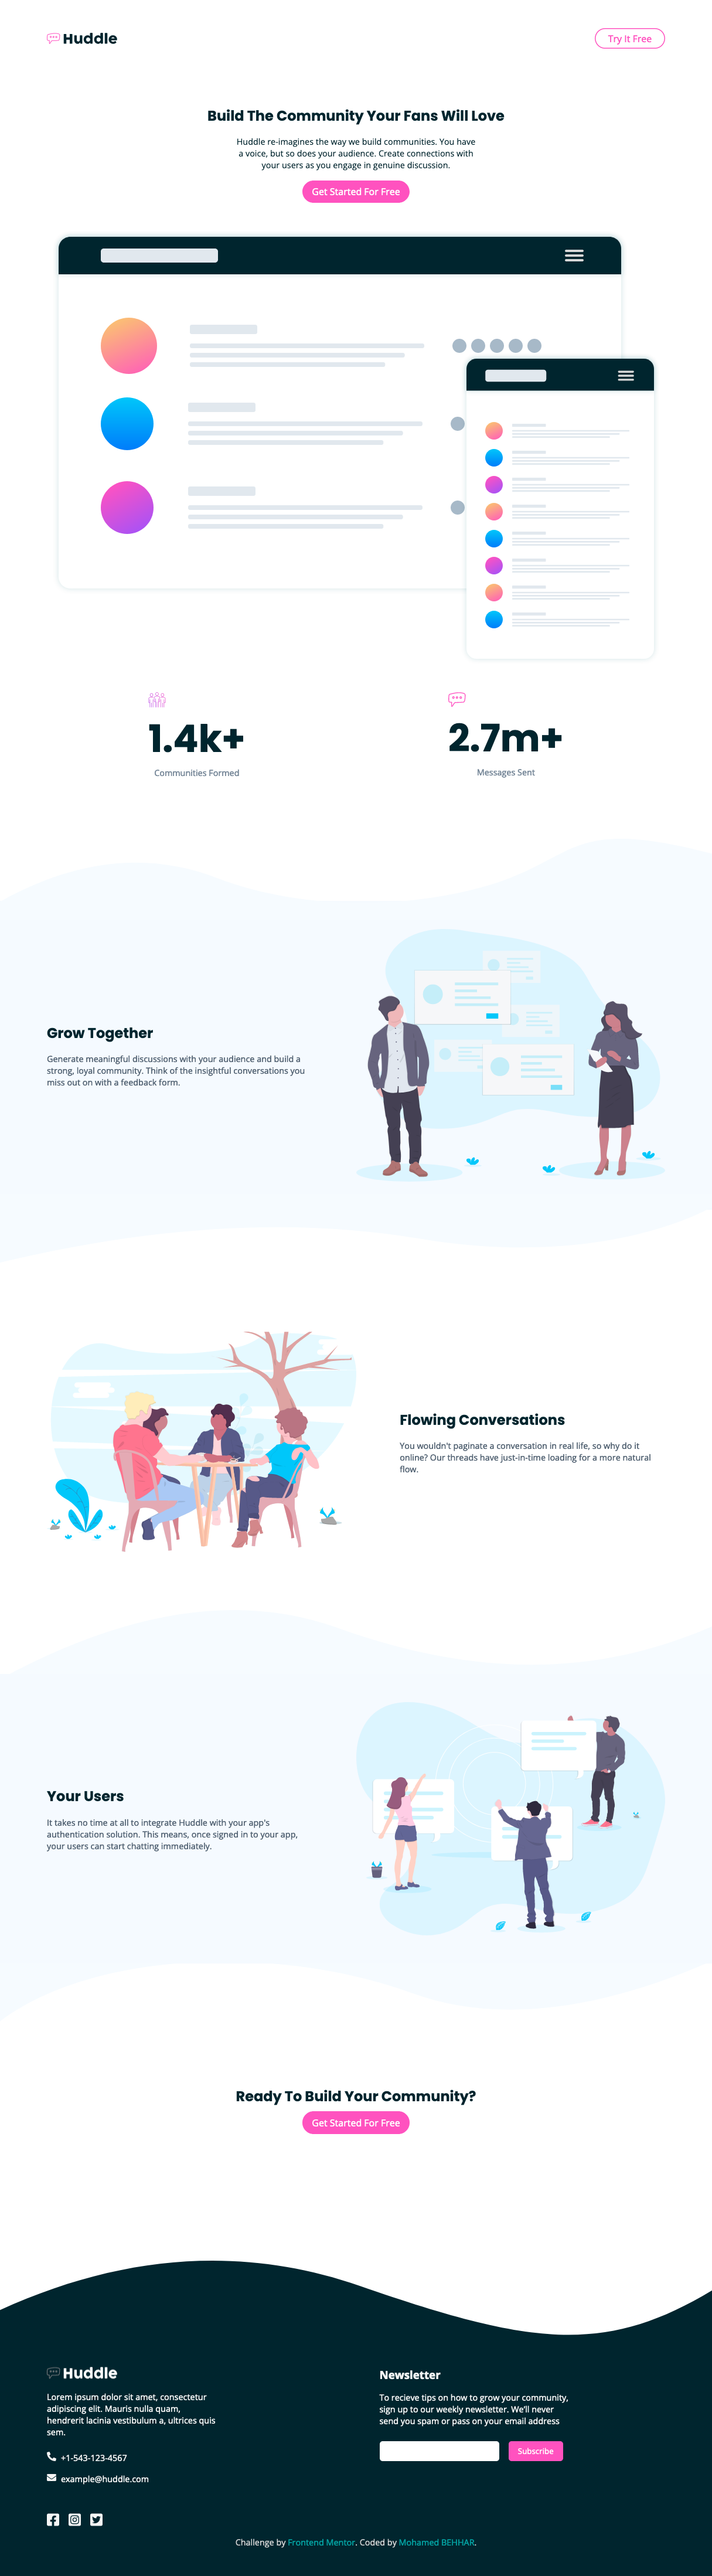 Huddle
Try It Free
Build The Community Your Fans Will Love
Huddle re-imagines the way we build communities. You have
a voice, but so does your audience. Create connections with
your users as you engage in genuine discussion.
Get Started For Free
1.4k+
Communities Formed
2.7m+
Messages Sent
Grow Together
Generate meaningful discussions with your audience and build a
strong, loyal community. Think of the insightful conversations you
miss out on with a feedback form.
Flowing Conversations
You wouldn't paginate a conversation in real life, so why do it
online? Our threads have just-in-time loading for a more natural
flow.
Your Users
It takes no time at all to integrate Huddle with your app's
authentication solution. This means, once signed in to your app,
your users can start chatting immediately.
Ready To Build Your Community?
Get Started For Free
Huddle
Lorem ipsum dolor sit amet, consectetur
adipiscing elit. Mauris nulla quam,
hendrerit lacinia vestibulum a, ultrices quis
sem.
+1-543-123-4567
example@huddle.com
Newsletter
To recieve tips on how to grow your community,
sign up to our weekly newsletter. We'll never
send you spam or pass on your email address
Subscribe
Challenge by Frontend Mentor. Coded by Mohamed BEHHAR.